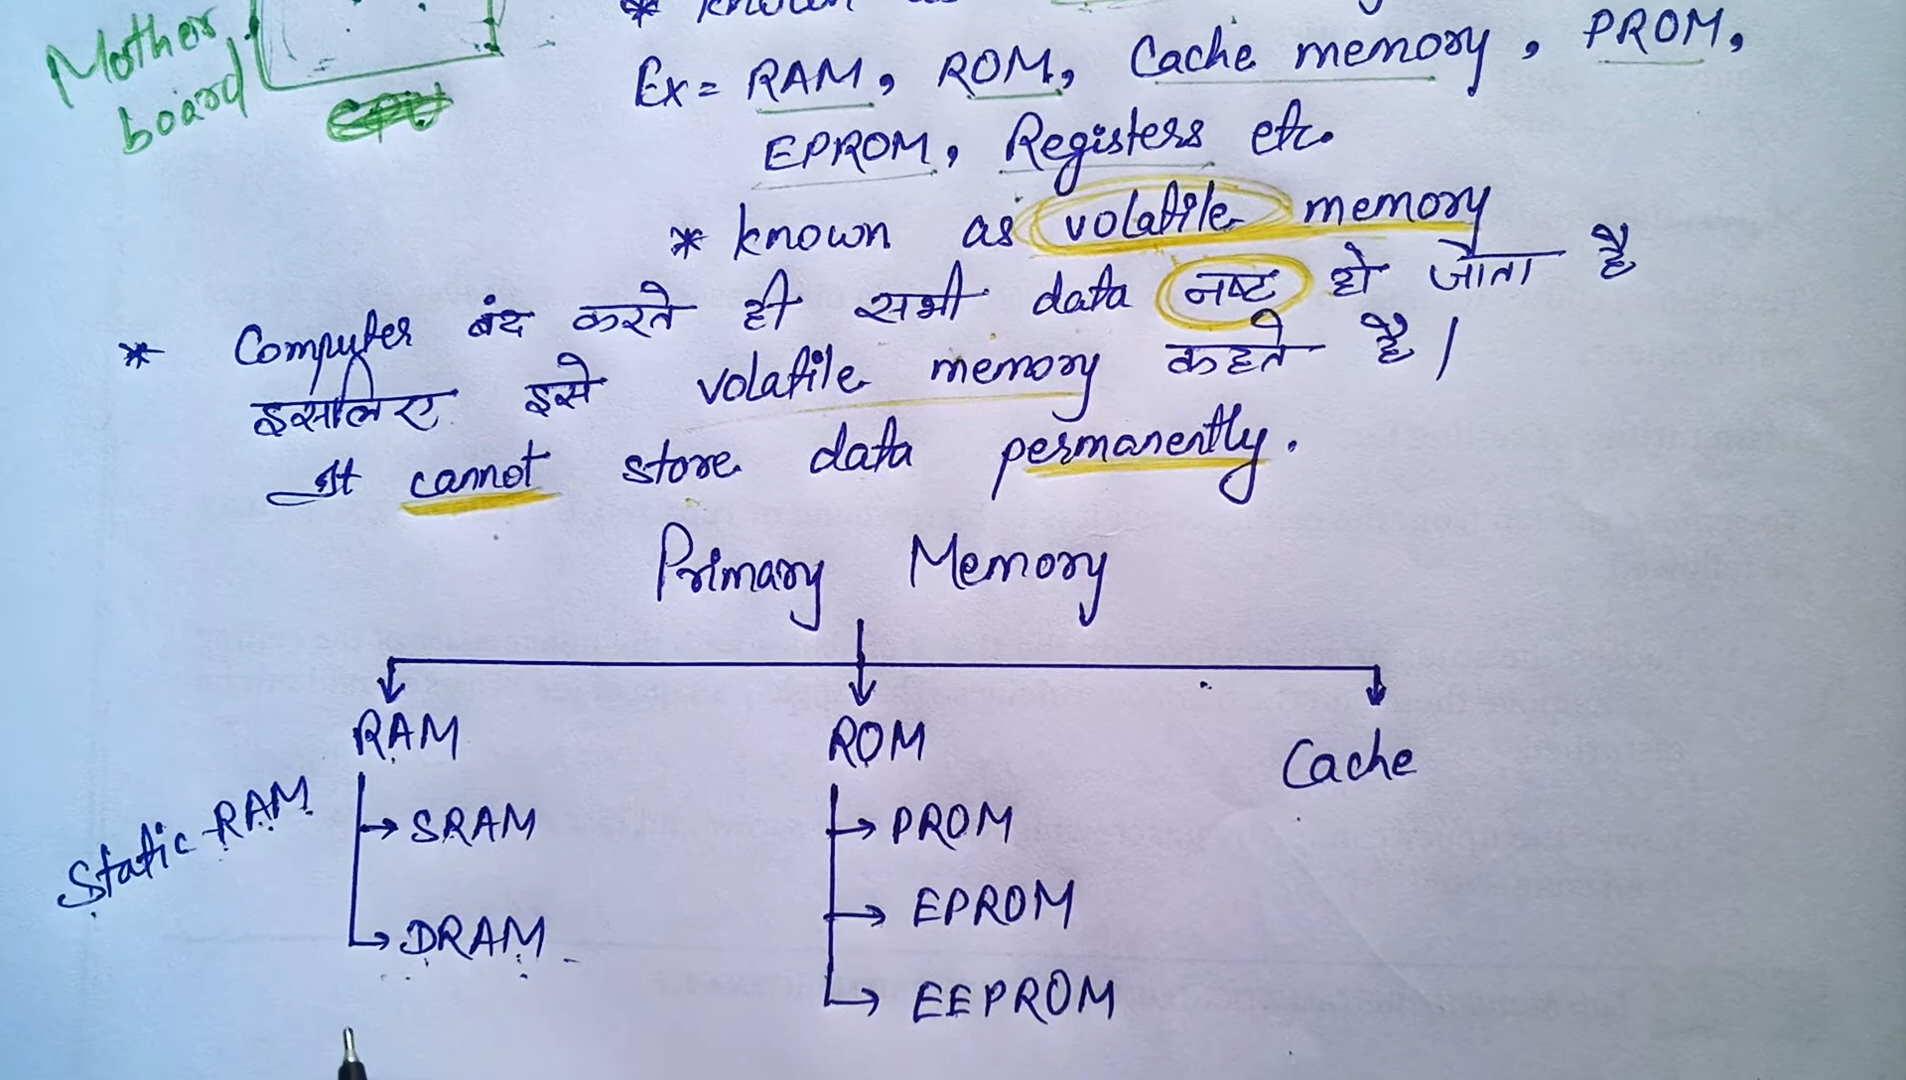 Mother
board
* known as
Ex = RAM, ROM, Cache memory, PROM,
EPROM, Registers etc.
* known as volatile memory
* Computer बंद करते ही सभी data नष्ट हो जाता है
इसलिए इसे volatile memory कहते है।
It cannot store data permanently.
Primary Memory
RAM
ROM
Cache
Static RAM
SRAM
DRAM
PROM
EPROM
EEPROM